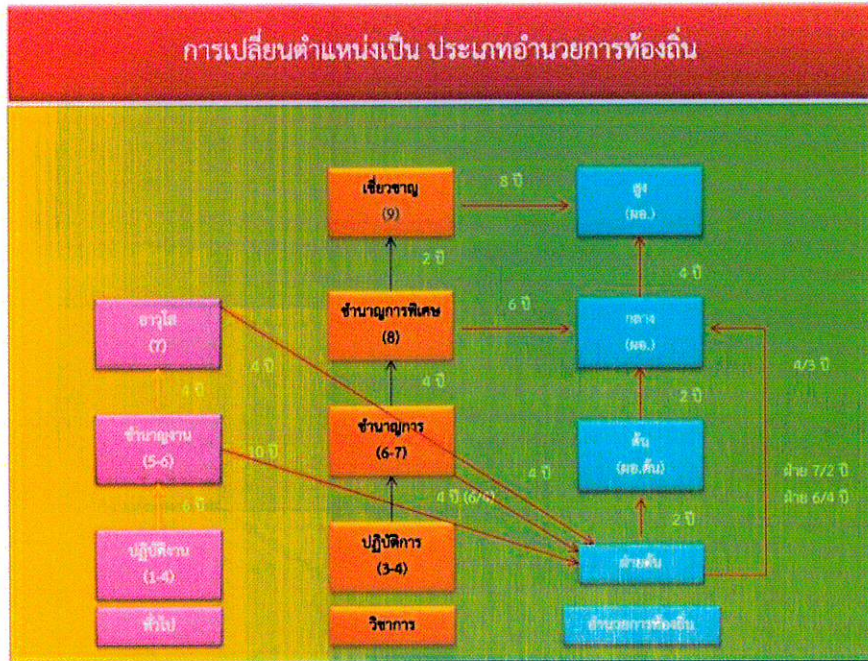 การเปลี่ยนตำแหน่งเป็น ประเภทอำนวยการท้องถิ่น
เชี่ยวชาญ
(9)
8 ปี
สูง
(ผอ.)
2 ปี
4 ปี
อาวุโส
(7)
ชำนาญการพิเศษ
(8)
6 ปี
กลาง
(ผอ.)
4 ปี
4 ปี
4 ปี
2 ปี
4/3 ปี
ชำนาญงาน
(5-6)
10 ปี
ชำนาญการ
(6-7)
4 ปี
ต้น
(ผอ.ต้น)
ฝ่าย 7/2 ปี
ฝ่าย 6/4 ปี
6 ปี
4 ปี (6/4)
2 ปี
ปฏิบัติงาน
(1-4)
ปฏิบัติการ
(3-4)
ฝ่ายต้น
ทั่วไป
วิชาการ
อำนวยการท้องถิ่น